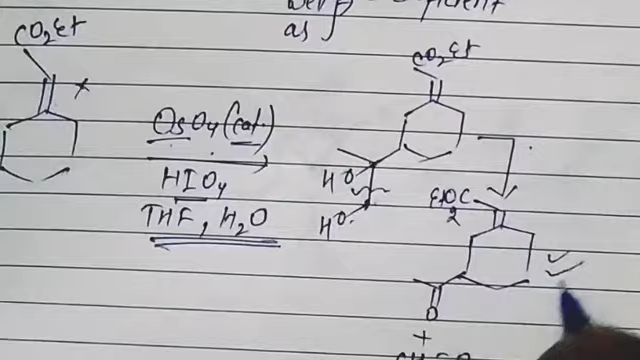 as
CO₂Et
OsO₄ (cat.
HIO₄
THF, H₂O
CO₂Et
HO
HO
EtO₂C
O
+